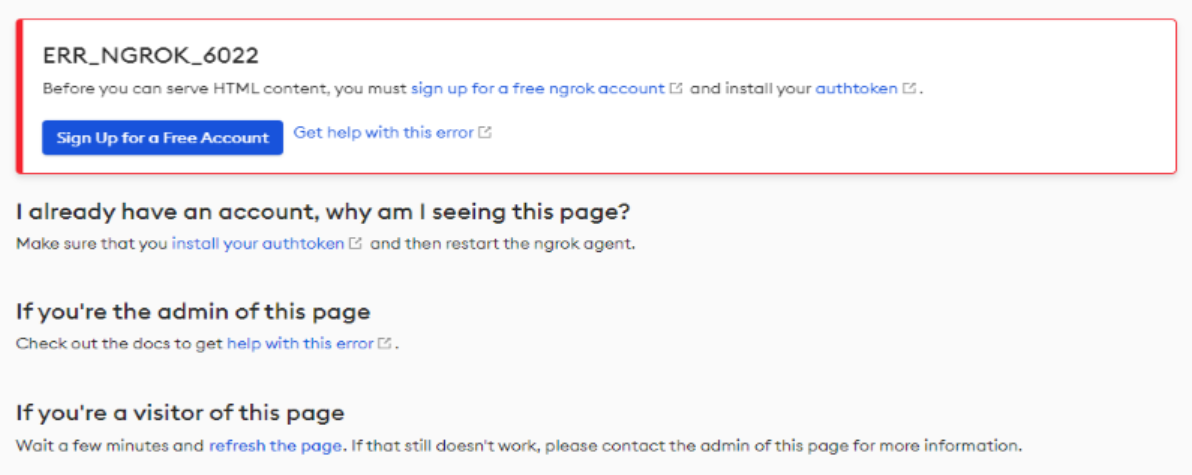 ERR_NGROK_6022
Before you can serve HTML content, you must sign up for a free ngrok account and install your authtoken .
Sign Up for a Free Account Get help with this error
I already have an account, why am I seeing this page?
Make sure that you install your authtoken and then restart the ngrok agent.
If you're the admin of this page
Check out the docs to get help with this error .
If you're a visitor of this page
Wait a few minutes and refresh the page. If that still doesn't work, please contact the admin of this page for more information.